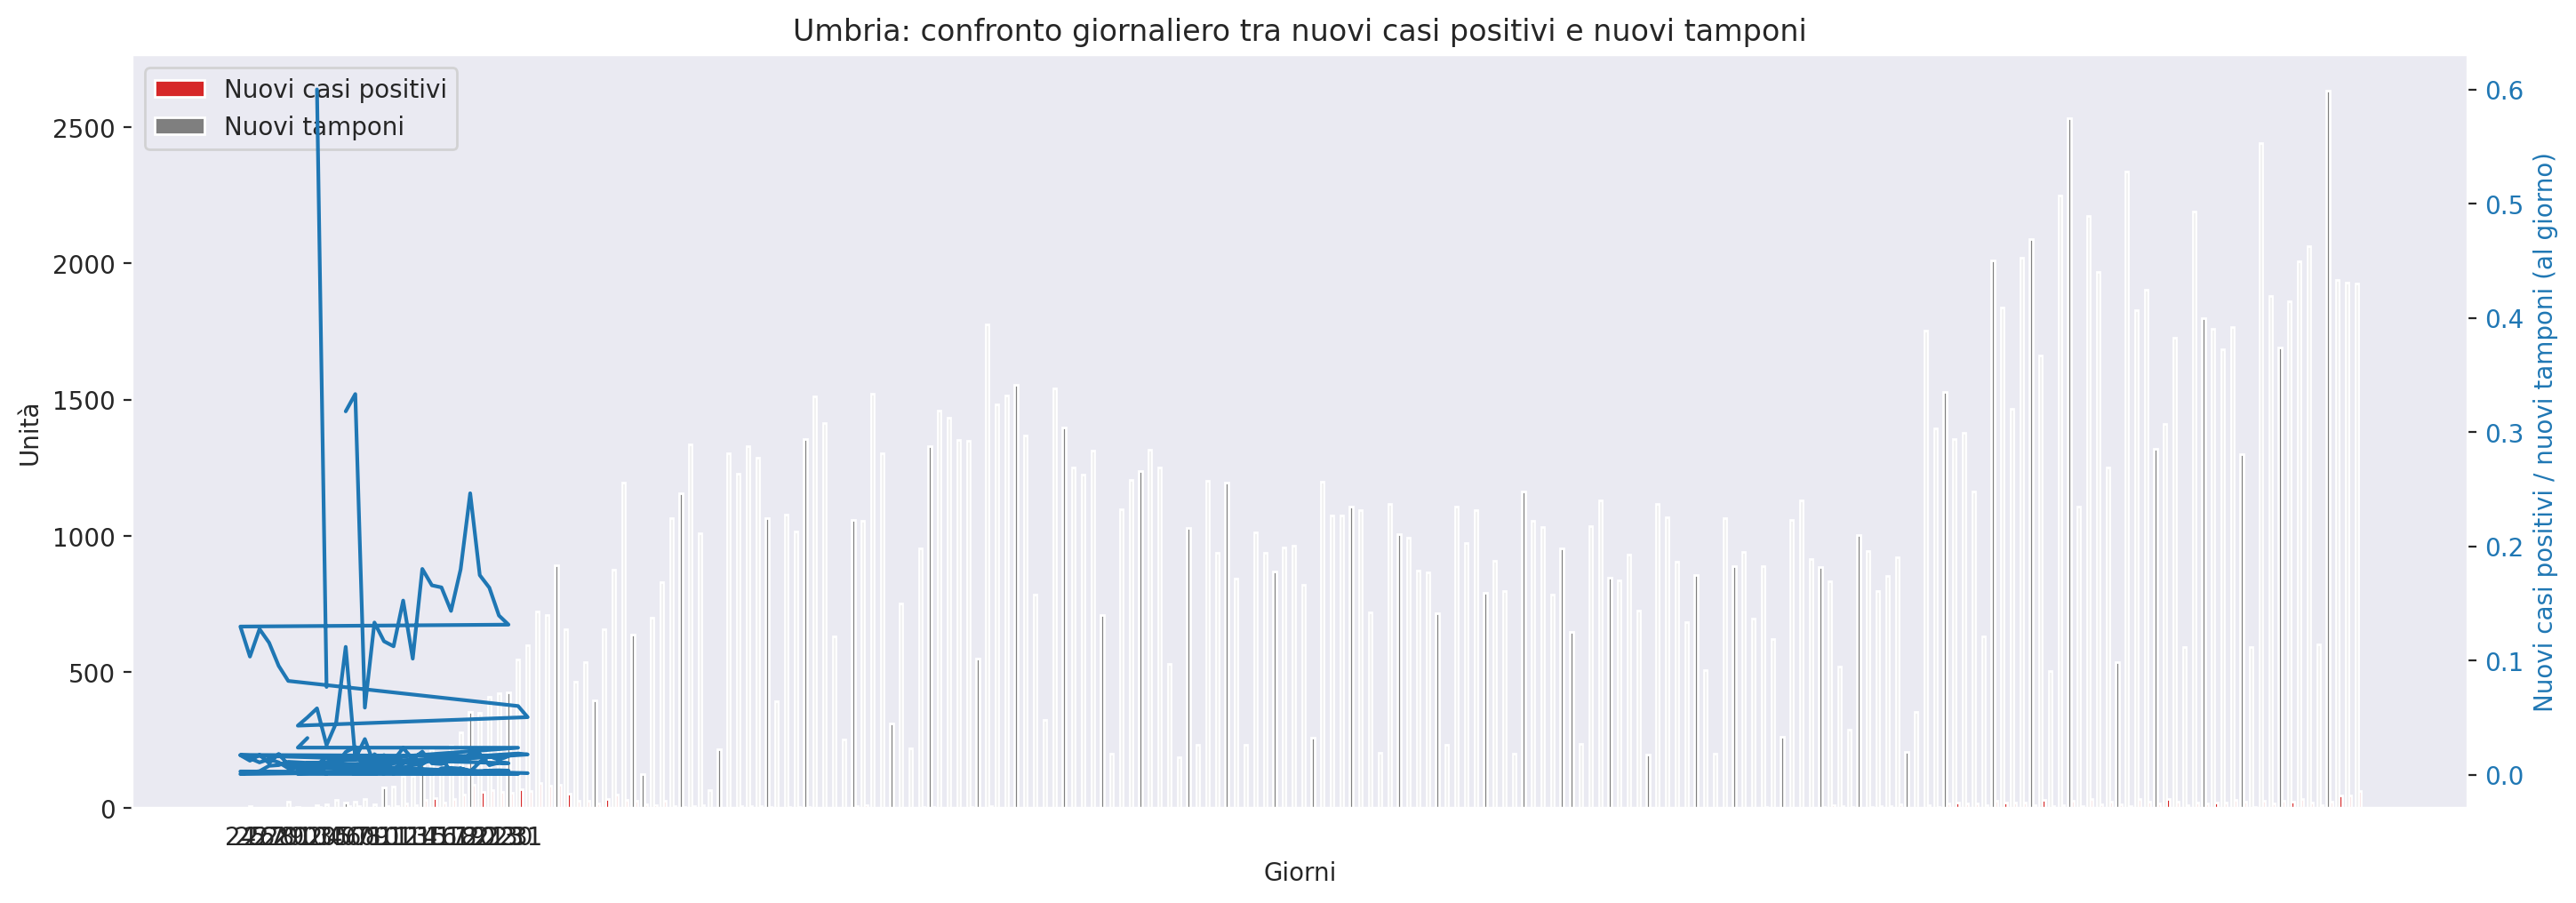 Umbria: confronto giornaliero tra nuovi casi positivi e nuovi tamponi
Nuovi casi positivi
Nuovi tamponi
2500
2000
1500
1000
500
0
Unità
0.6
0.5
0.4
0.3
0.2
0.1
0.0
Nuovi casi positivi / nuovi tamponi (al giorno)
Giorni